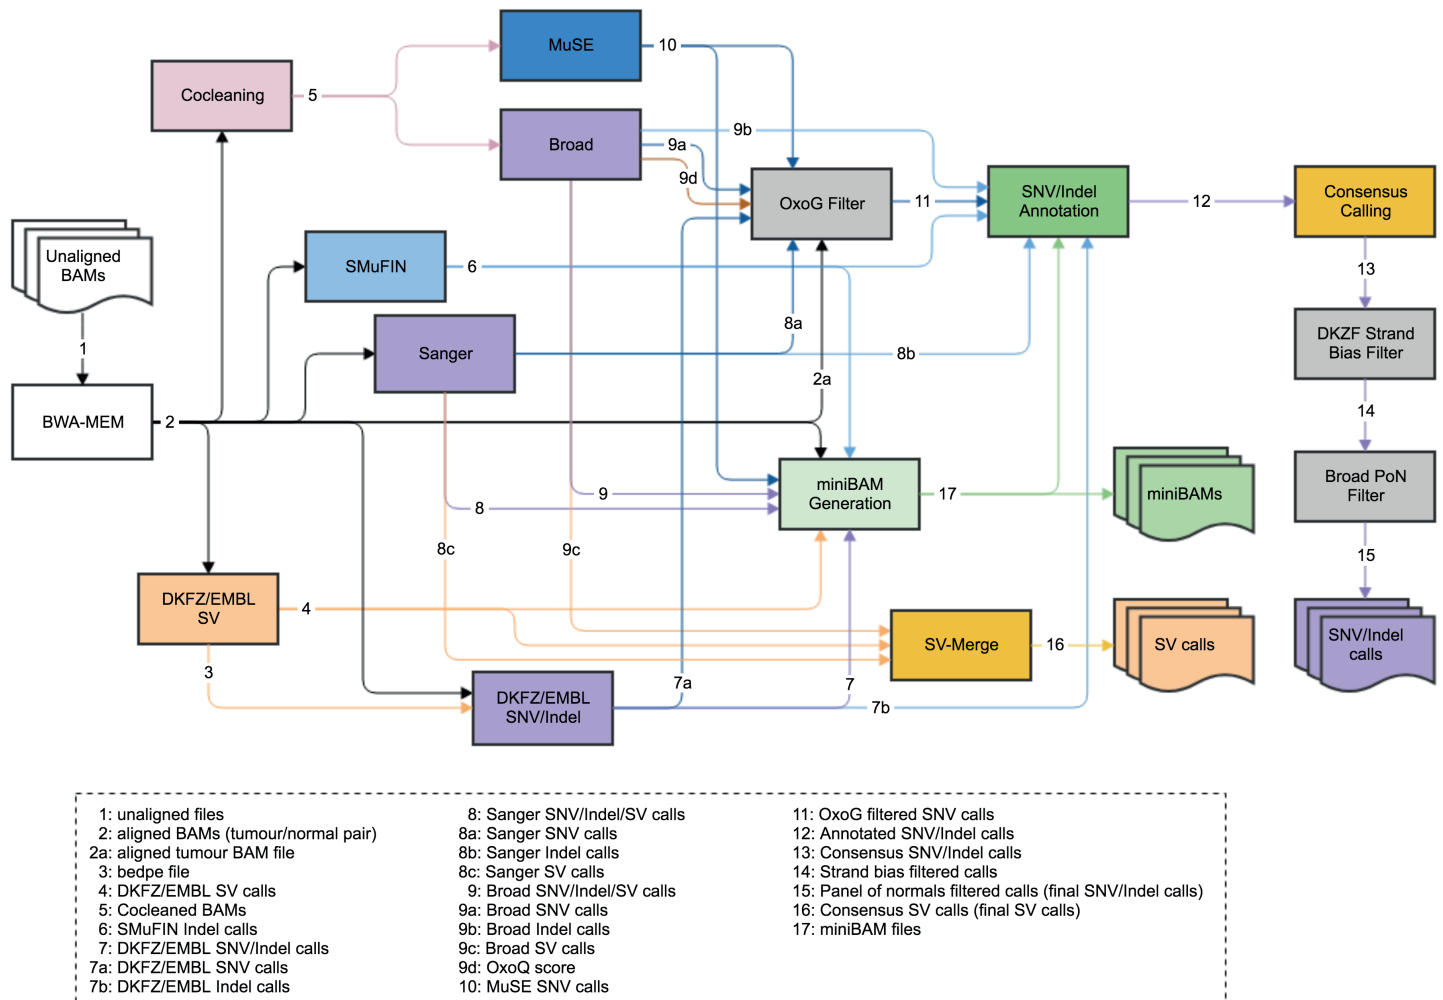 MuSE
10
Cocleaning
5
Broad
9b
9a
9d
OxoG Filter
11
SNV/Indel
Annotation
12
Consensus
Calling
Unaligned
BAMs
SMuFIN
6
13
1
Sanger
8a
8b
DKZF Strand
Bias Filter
2a
14
BWA-MEM
2
miniBAM
Generation
17
miniBAMs
Broad PoN
Filter
9
8
8c
9c
15
DKFZ/EMBL
SV
4
SV-Merge
16
SV calls
SNV/Indel
calls
3
DKFZ/EMBL
SNV/Indel
7a
7
7b
1: unaligned files
2: aligned BAMs (tumour/normal pair)
2a: aligned tumour BAM file
3: bedpe file
4: DKFZ/EMBL SV calls
5: Cocleaned BAMs
6: SMuFIN Indel calls
7: DKFZ/EMBL SNV/Indel calls
7a: DKFZ/EMBL SNV calls
7b: DKFZ/EMBL Indel calls
8: Sanger SNV/Indel/SV calls
8a: Sanger SNV calls
8b: Sanger Indel calls
8c: Sanger SV calls
9: Broad SNV/Indel/SV calls
9a: Broad SNV calls
9b: Broad Indel calls
9c: Broad SV calls
9d: OxoQ score
10: MuSE SNV calls
11: OxoG filtered SNV calls
12: Annotated SNV/Indel calls
13: Consensus SNV/Indel calls
14: Strand bias filtered calls
15: Panel of normals filtered calls (final SNV/Indel calls)
16: Consensus SV calls (final SV calls)
17: miniBAM files